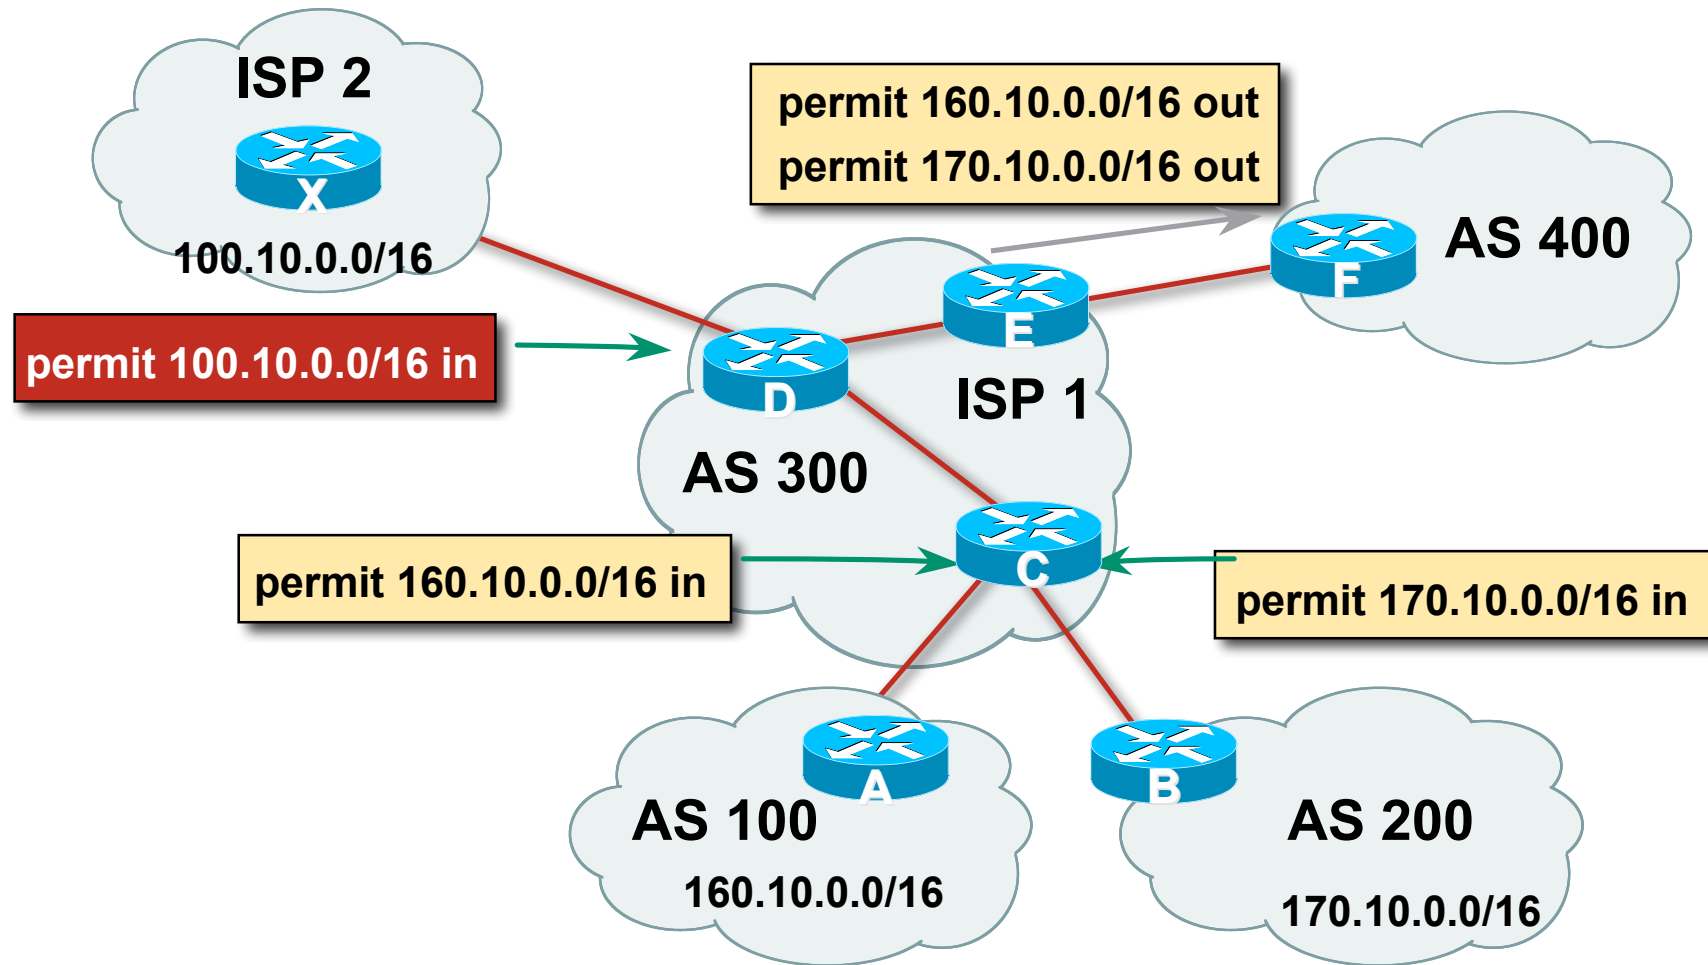 ISP 2
X
100.10.0.0/16
permit 160.10.0.0/16 out
permit 170.10.0.0/16 out
AS 400
F
E
permit 100.10.0.0/16 in
D
ISP 1
AS 300
permit 160.10.0.0/16 in
C
permit 170.10.0.0/16 in
A
AS 100
160.10.0.0/16
B
AS 200
170.10.0.0/16